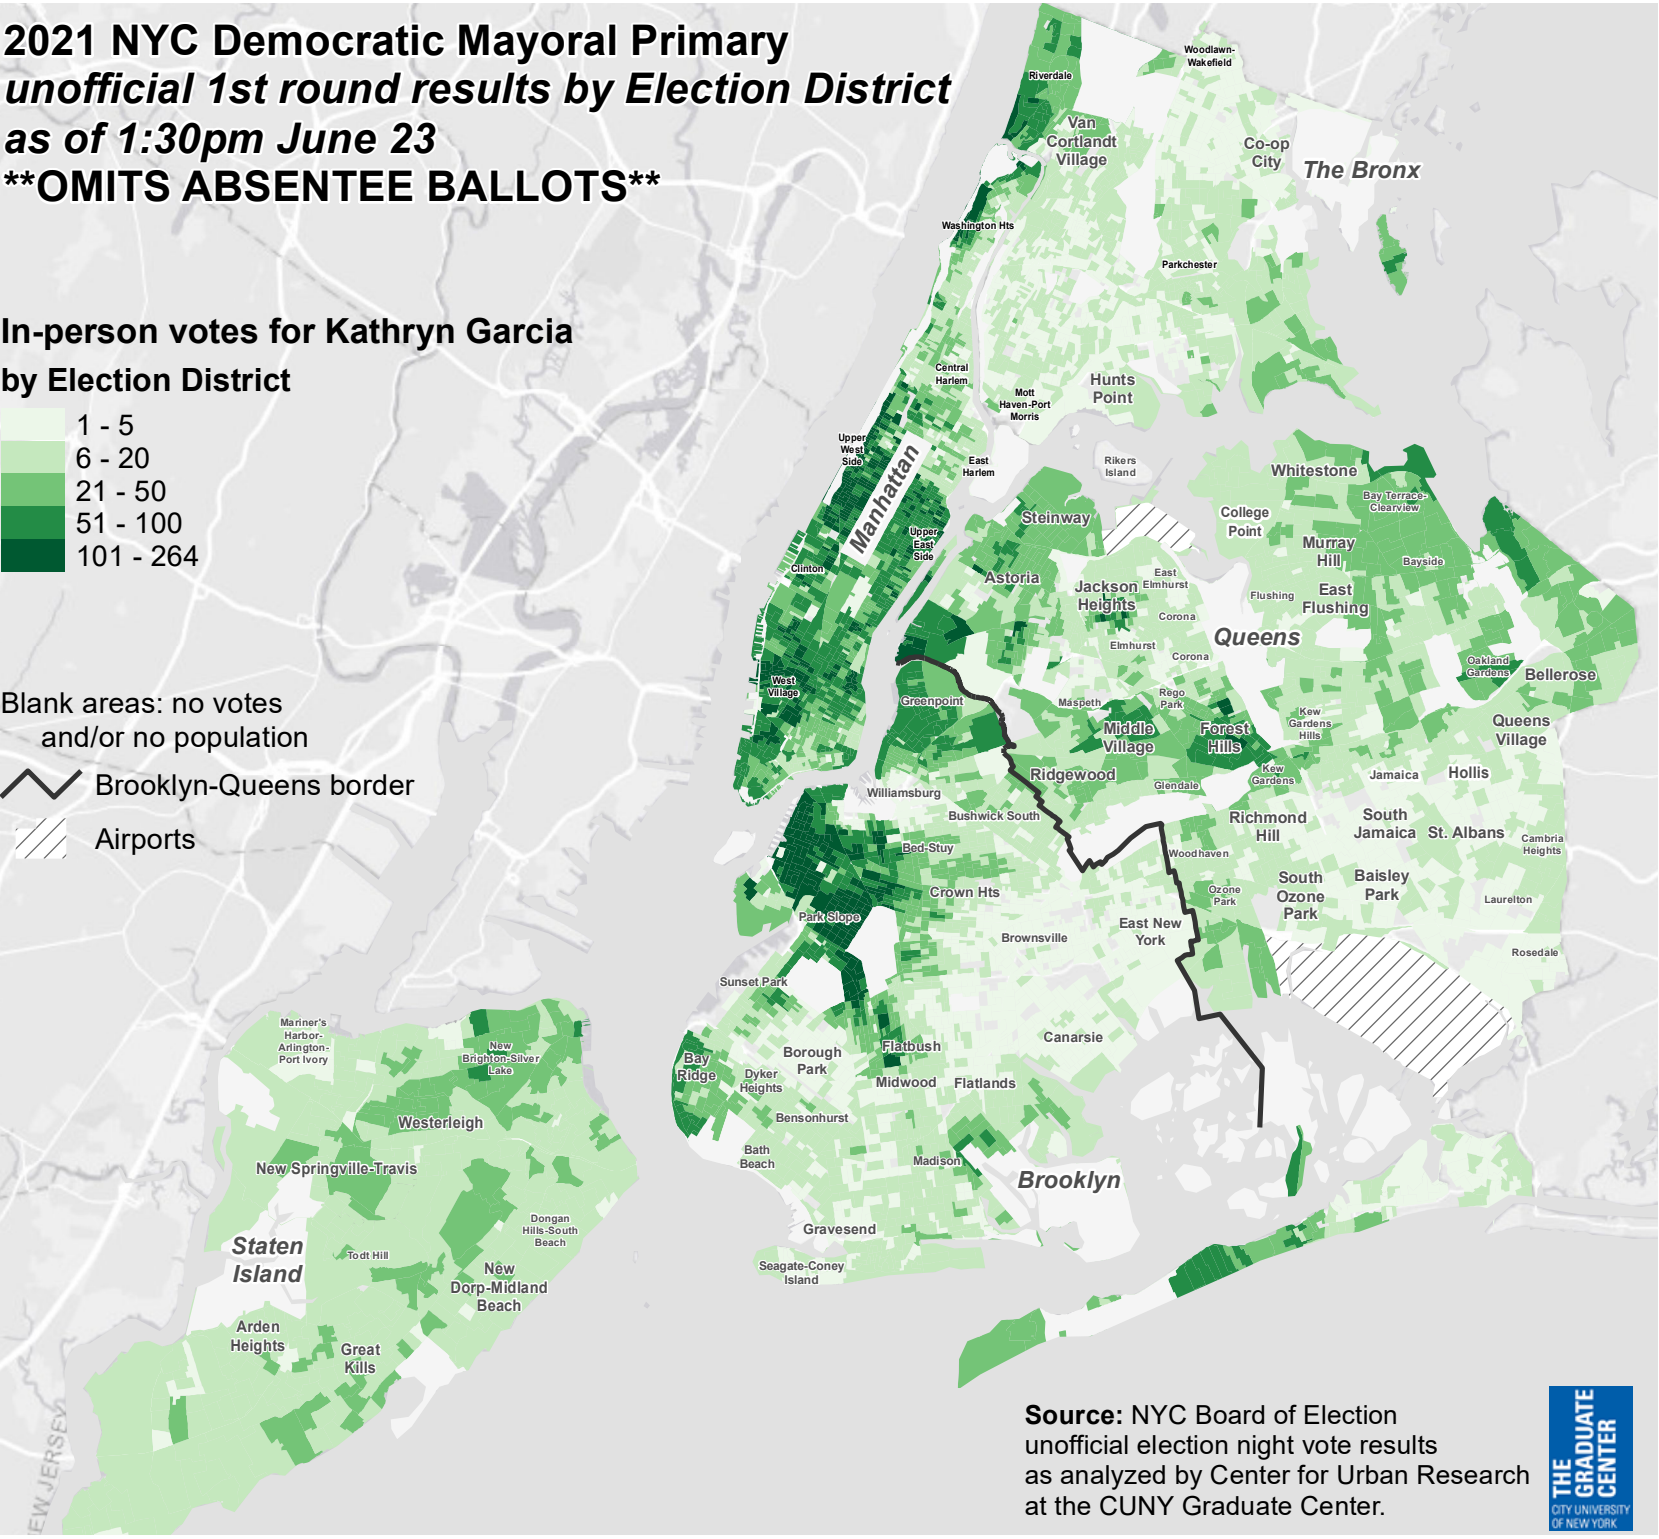 2021 NYC Democratic Mayoral Primary
unofficial 1st round results by Election District
as of 1:30pm June 23
**OMITS ABSENTEE BALLOTS**
In-person votes for Kathryn Garcia
by Election District
1 - 5
6 - 20
21 - 50
51 - 100
101 - 264
Blank areas: no votes
and/or no population
Brooklyn-Queens border
Airports
Woodlawn-
Wakefield
Riverdale
Van
Cortlandt
Village
Co-op
City
The Bronx
Washington Hts
Parkchester
Central
Harlem
Mott
Haven-Port
Morris
Hunts
Point
Upper
West
Side
Manhattan
East
Harlem
Rikers
Island
Upper
East
Side
Clinton
West
Village
Whitestone
Bay Terrace-
Clearview
College
Point
Steinway
Murray
Hill
Bayside
Astoria
Jackson
Heights
East
Elmhurst
Flushing
East
Flushing
Corona
Queens
Elmhurst
Corona
Oakland
Gardens
Bellerose
Greenpoint
Maspeth
Rego
Park
Middle
Village
Forest
Hills
Kew
Gardens
Hills
Queens
Village
Ridgewood
Glendale
Kew
Gardens
Jamaica
Hollis
Williamsburg
Bushwick South
Richmond
Hill
South
Jamaica
St. Albans
Cambria
Heights
Bed-Stuy
Woodhaven
Crown Hts
Ozone
Park
South
Ozone
Park
Baisley
Park
Laurelton
Park Slope
Brownsville
East New
York
Rosedale
Sunset Park
Mariner's
Harbor-
Arlington-
Port Ivory
New
Brighton-Silver
Lake
Bay
Ridge
Borough
Park
Flatbush
Canarsie
Dyker
Heights
Midwood
Flatlands
Westerleigh
Bensonhurst
New Springville-Travis
Bath
Beach
Madison
Brooklyn
Dongan
Hills-South
Beach
Gravesend
Staten
Island
Todt Hill
Seagate-Coney
Island
New
Dorp-Midland
Beach
Arden
Heights
Great
Kills
Source: NYC Board of Election
unofficial election night vote results
as analyzed by Center for Urban Research
at the CUNY Graduate Center.
THE
GRADUATE
CENTER
CITY UNIVERSITY
OF NEW YORK
JERSEY